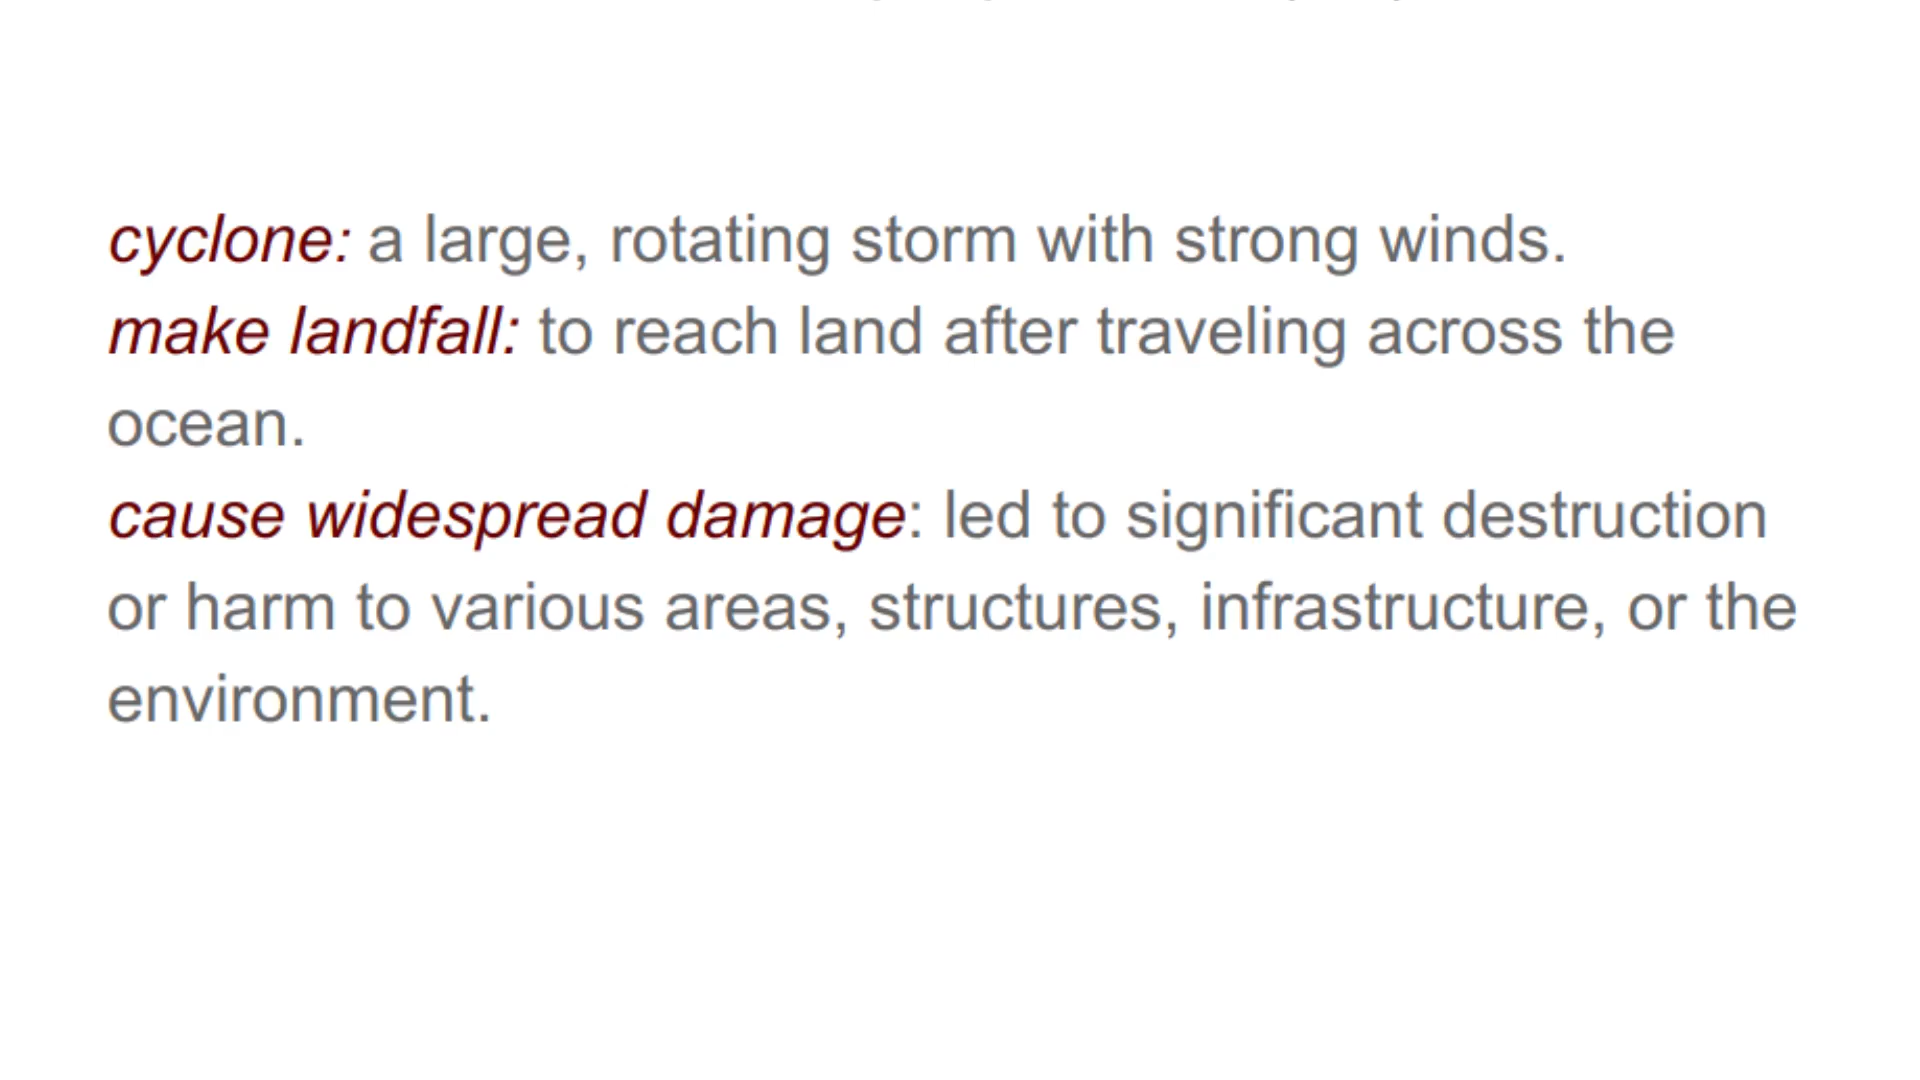 cyclone: a large, rotating storm with strong winds.
make landfall: to reach land after traveling across the
ocean.
cause widespread damage: led to significant destruction
or harm to various areas, structures, infrastructure, or the
environment.